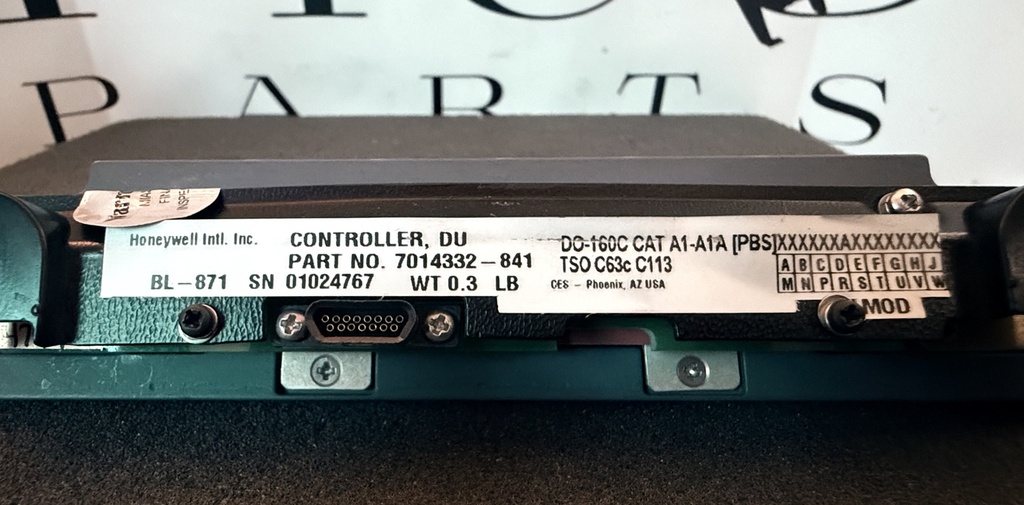 PARTS
Honeywell Intl. Inc. CONTROLLER, DU DO-160C CAT A1-A1A [PBS]XXXXXXAXXXXXXXXX
PART NO. 7014332-841 TSO C63c C113
BL-871 SN 01024767 WT 0.3 LB CES - Phoenix, AZ USA
A B C D E F G H J
M N P R S T U V W
MOD